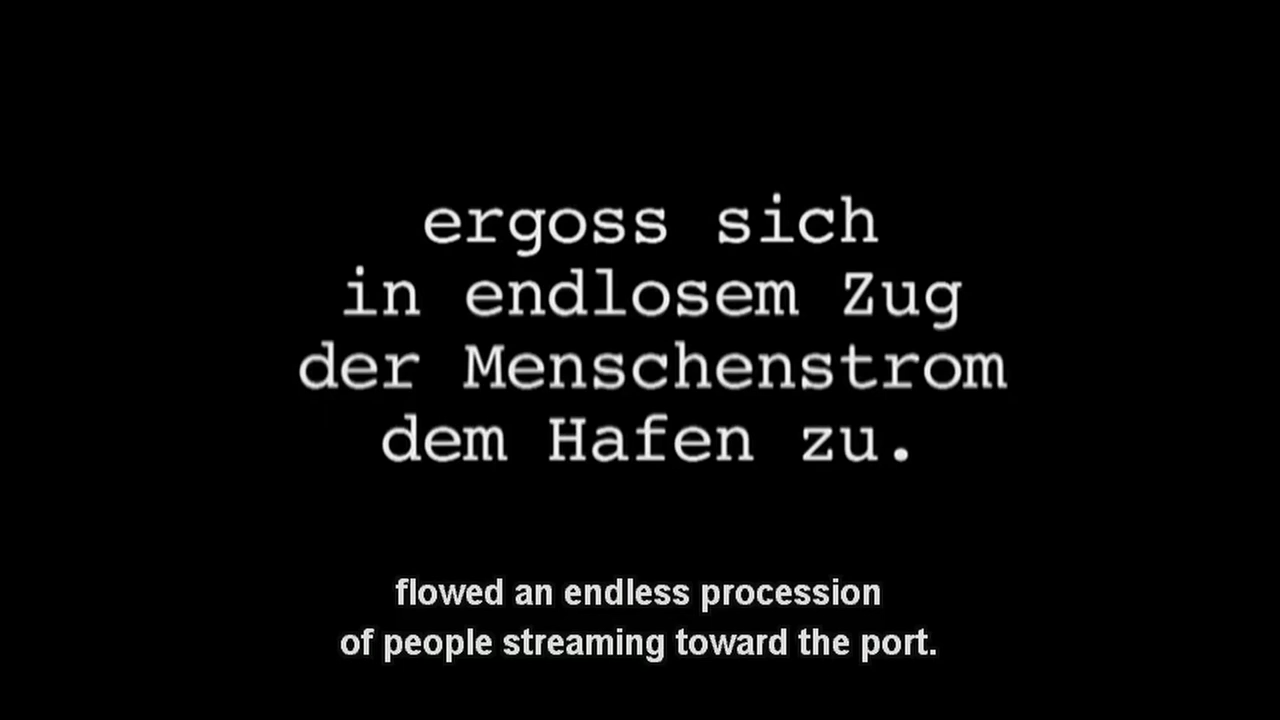 ergoss sich
in endlosem Zug
der Menschenstrom
dem Hafen zu.
flowed an endless procession
of people streaming toward the port.